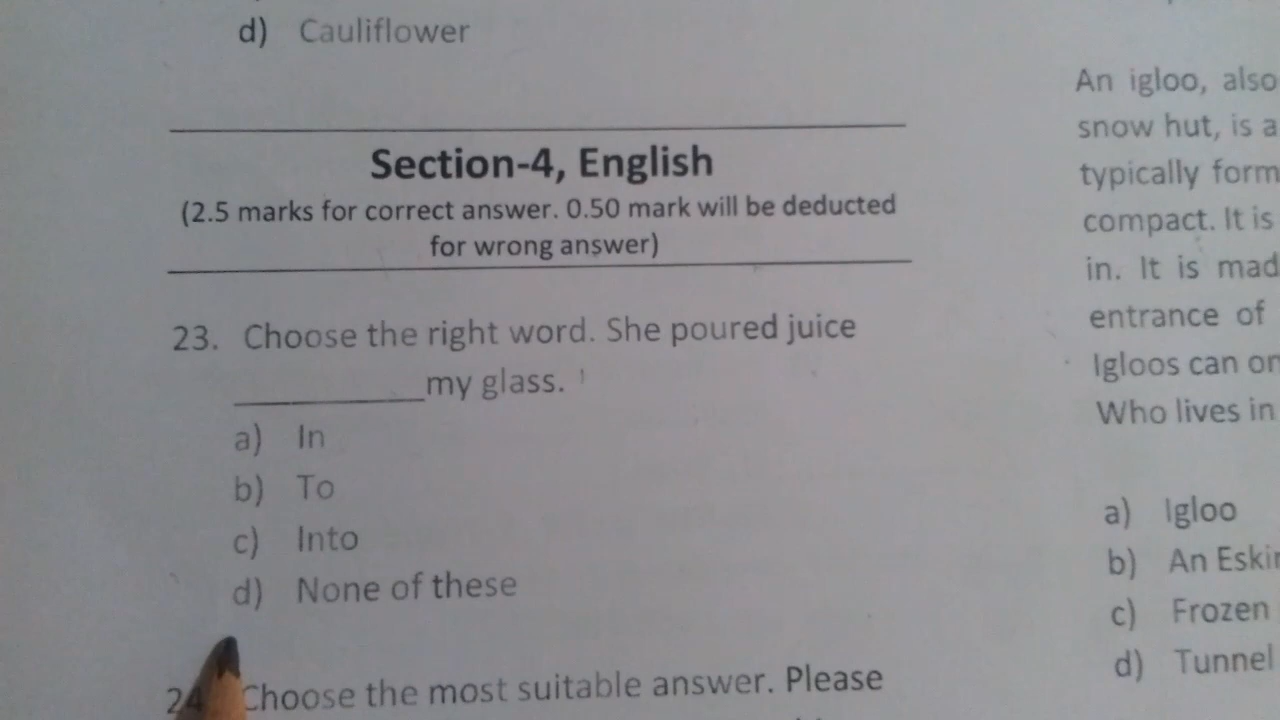 d) Cauliflower
Section-4, English
(2.5 marks for correct answer. 0.50 mark will be deducted
for wrong answer)
23. Choose the right word. She poured juice
__________my glass.
a) In
b) To
c) Into
d) None of these
24 Choose the most suitable answer. Please
An igloo, also
snow hut, is a
typically form
compact. It is
in. It is mad
entrance of
Igloos can
Who lives in
a) Igloo
b) An
c) Frozen
d) Tunnel